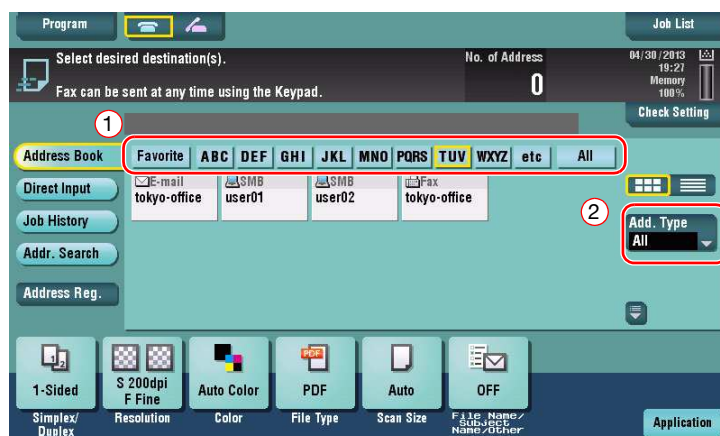 Program
Job List
Select desired destination(s).
No. of Address
04/30/2013
19:27
Fax can be sent at any time using the Keypad.
0
Memory
100%
Check Setting
1
Address Book
Favorite ABC DEF GHI JKL MNO PQRS TUV WXYZ etc All
E-mail SMB SMB Fax
tokyo-office user01 user02 tokyo-office
Direct Input
Job History
2
Add. Type
All
Addr. Search
Address Reg.
1 2
PDF
1-Sided
S 200dpi
F Fine
Auto Color
PDF
Auto
OFF
Simplex/
Duplex
Resolution
Color
File Type
Scan Size
File Name/
Subject
Name/Other
Application